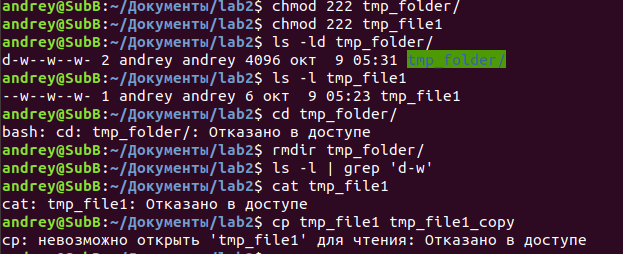 andrey@SubB:~/Документы/lab2$ chmod 222 tmp_folder/
andrey@SubB:~/Документы/lab2$ chmod 222 tmp_file1
andrey@SubB:~/Документы/lab2$ ls -ld tmp_folder/
d-w--w--w- 2 andrey andrey 4096 окт  9 05:31 tmp_folder/
andrey@SubB:~/Документы/lab2$ ls -l tmp_file1
--w--w--w- 1 andrey andrey 6 окт  9 05:23 tmp_file1
andrey@SubB:~/Документы/lab2$ cd tmp_folder/
bash: cd: tmp_folder/: Отказано в доступе
andrey@SubB:~/Документы/lab2$ rmdir tmp_folder/
andrey@SubB:~/Документы/lab2$ ls -l | grep 'd-w'
andrey@SubB:~/Документы/lab2$ cat tmp_file1
cat: tmp_file1: Отказано в доступе
andrey@SubB:~/Документы/lab2$ cp tmp_file1 tmp_file1_copy
cp: невозможно открыть 'tmp_file1' для чтения: Отказано в доступе